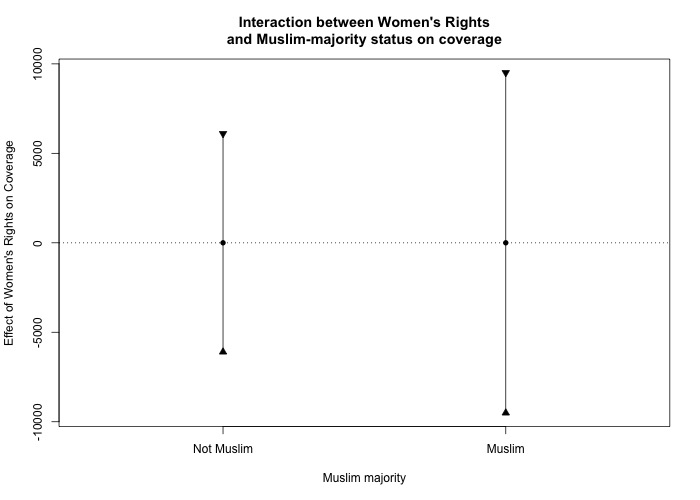 Interaction between Women's Rights
and Muslim-majority status on coverage
Effect of Women's Rights on Coverage
10000
5000
0
-5000
-10000
Not Muslim
Muslim
Muslim majority